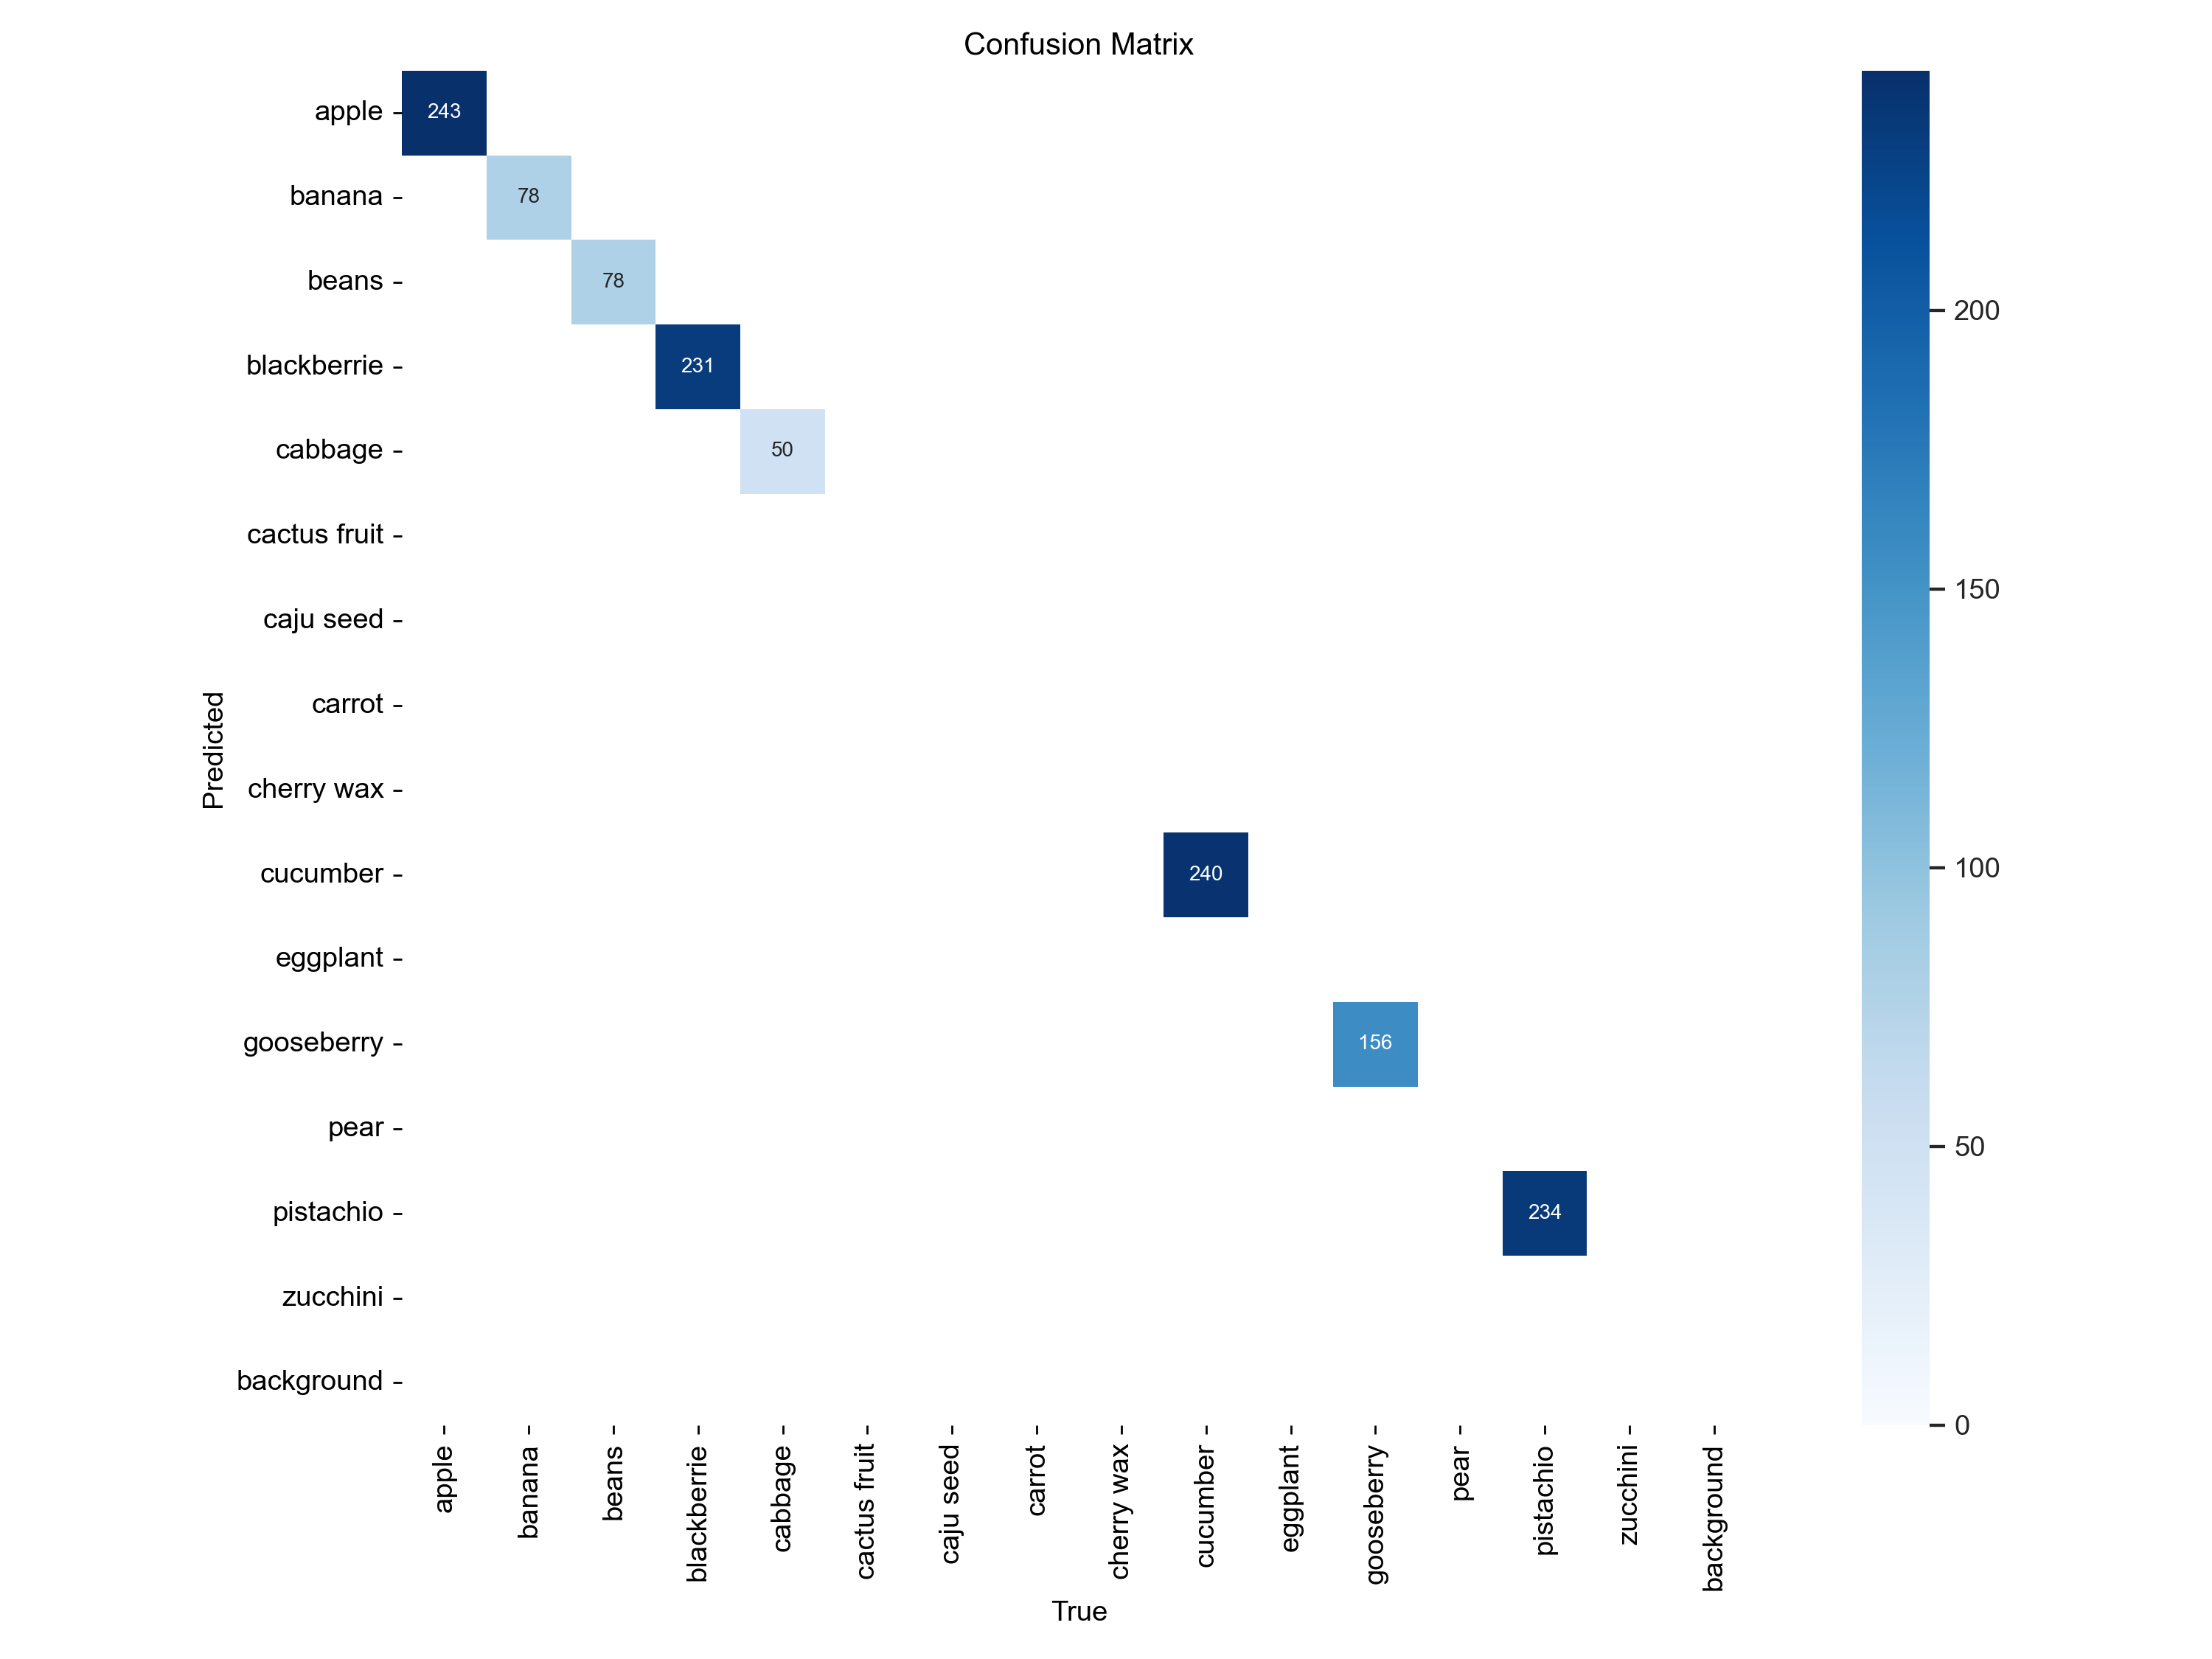 Confusion Matrix
apple
243
banana
78
beans
78
blackberrie
231
cabbage
50
cactus fruit
caju seed
carrot
cherry wax
cucumber
240
eggplant
gooseberry
156
pear
pistachio
234
zucchini
background
Predicted
apple
banana
beans
blackberrie
cabbage
cactus fruit
caju seed
carrot
cherry wax
cucumber
eggplant
gooseberry
pear
pistachio
zucchini
background
True
200
150
100
50
0